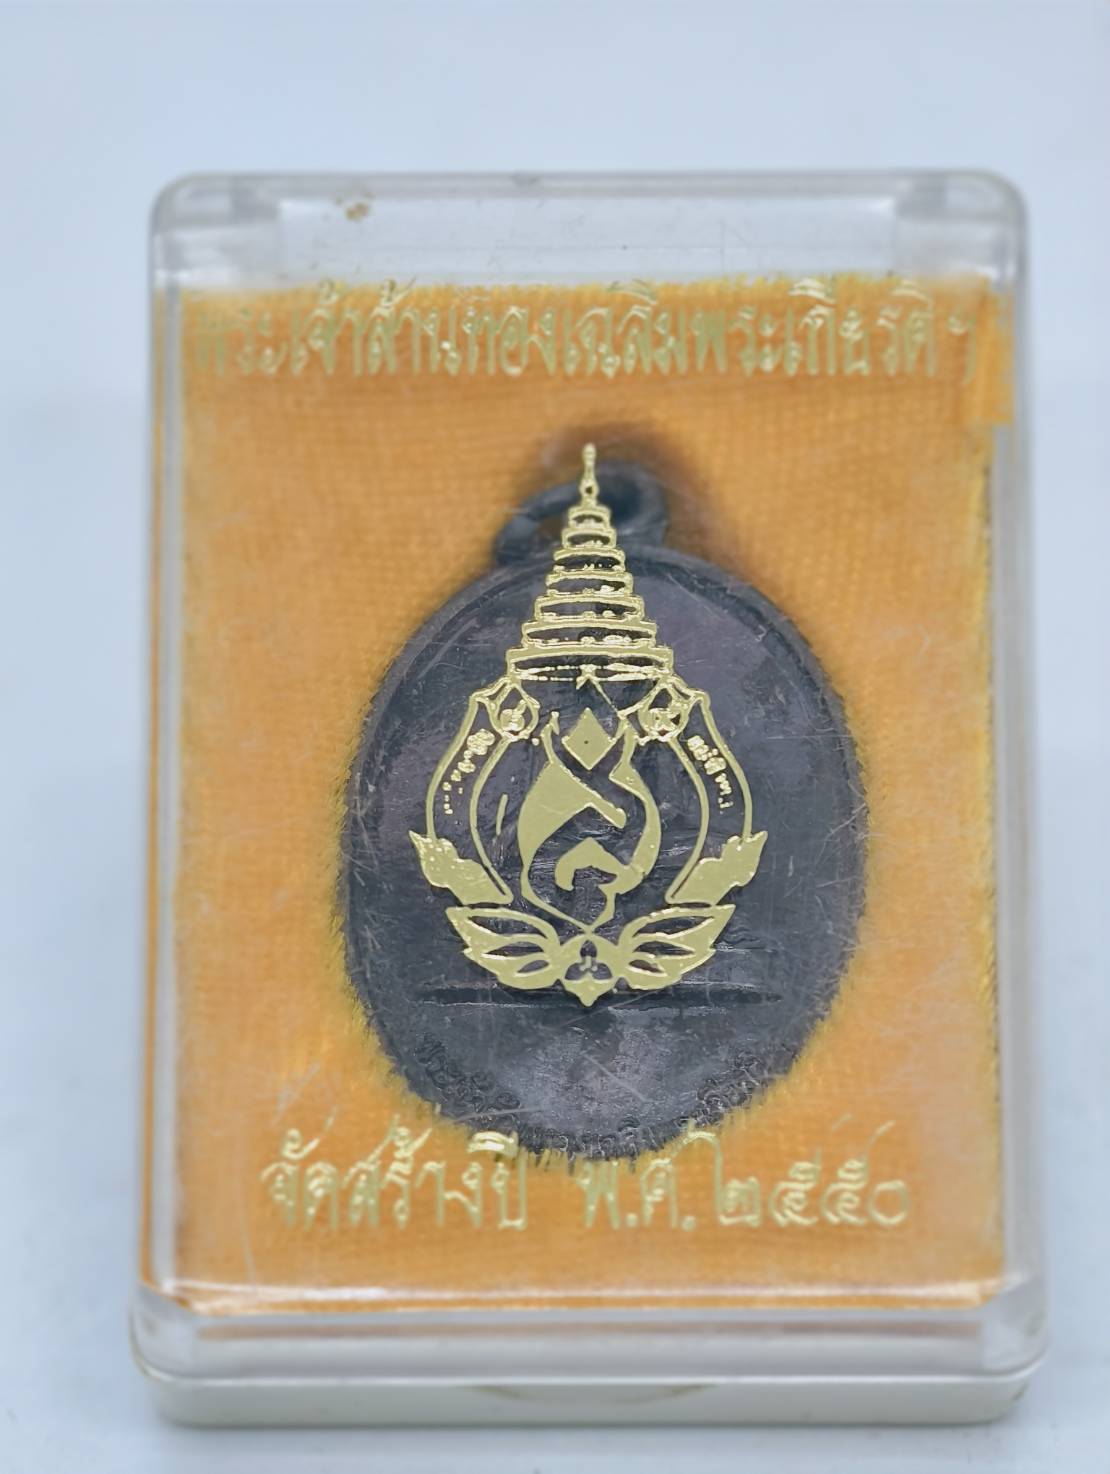 พระเจ้าล้านทองเฉลิมพระเกียรติ ฯ
จัดสร้างปี พ.ศ. ๒๕๕๐